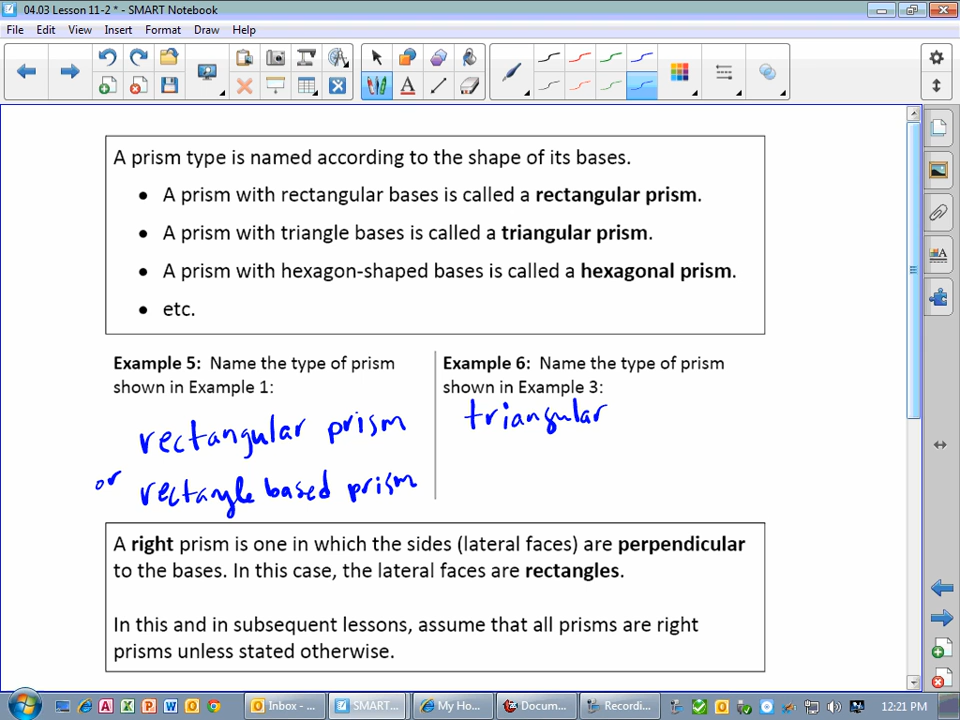 04.03 Lesson 11-2 * - SMART Notebook
File Edit View Insert Format Draw Help
A prism type is named according to the shape of its bases.
• A prism with rectangular bases is called a rectangular prism.
• A prism with triangle bases is called a triangular prism.
• A prism with hexagon-shaped bases is called a hexagonal prism.
• etc.
Example 5: Name the type of prism
shown in Example 1:
rectangular prism
or rectangle based prism
Example 6: Name the type of prism
shown in Example 3:
triangular
A right prism is one in which the sides (lateral faces) are perpendicular
to the bases. In this case, the lateral faces are rectangles.
In this and in subsequent lessons, assume that all prisms are right
prisms unless stated otherwise.
Inbox - ... SMART... My Ho... Docum... Recordi... 12:21 PM